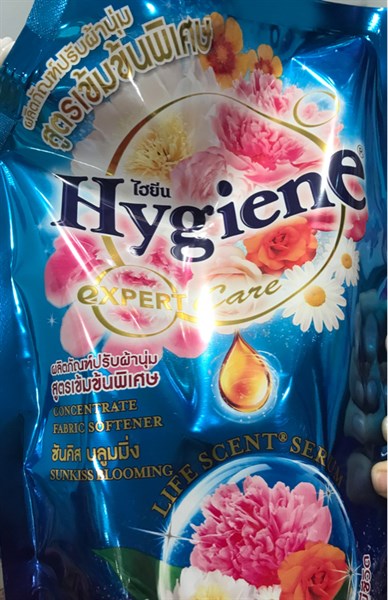 ผลิตภัณฑ์ปรับผ้านุ่ม
สูตรเข้มข้นพิเศษ
ไฮยีน
Hygiene®
EXPERT Care
ผลิตภัณฑ์ปรับผ้านุ่ม
สูตรเข้มข้นพิเศษ
CONCENTRATE
FABRIC SOFTENER
ซันคิส บลูมมิ่ง
SUNKISS BLOOMING
LIFE SCENT® SERUM